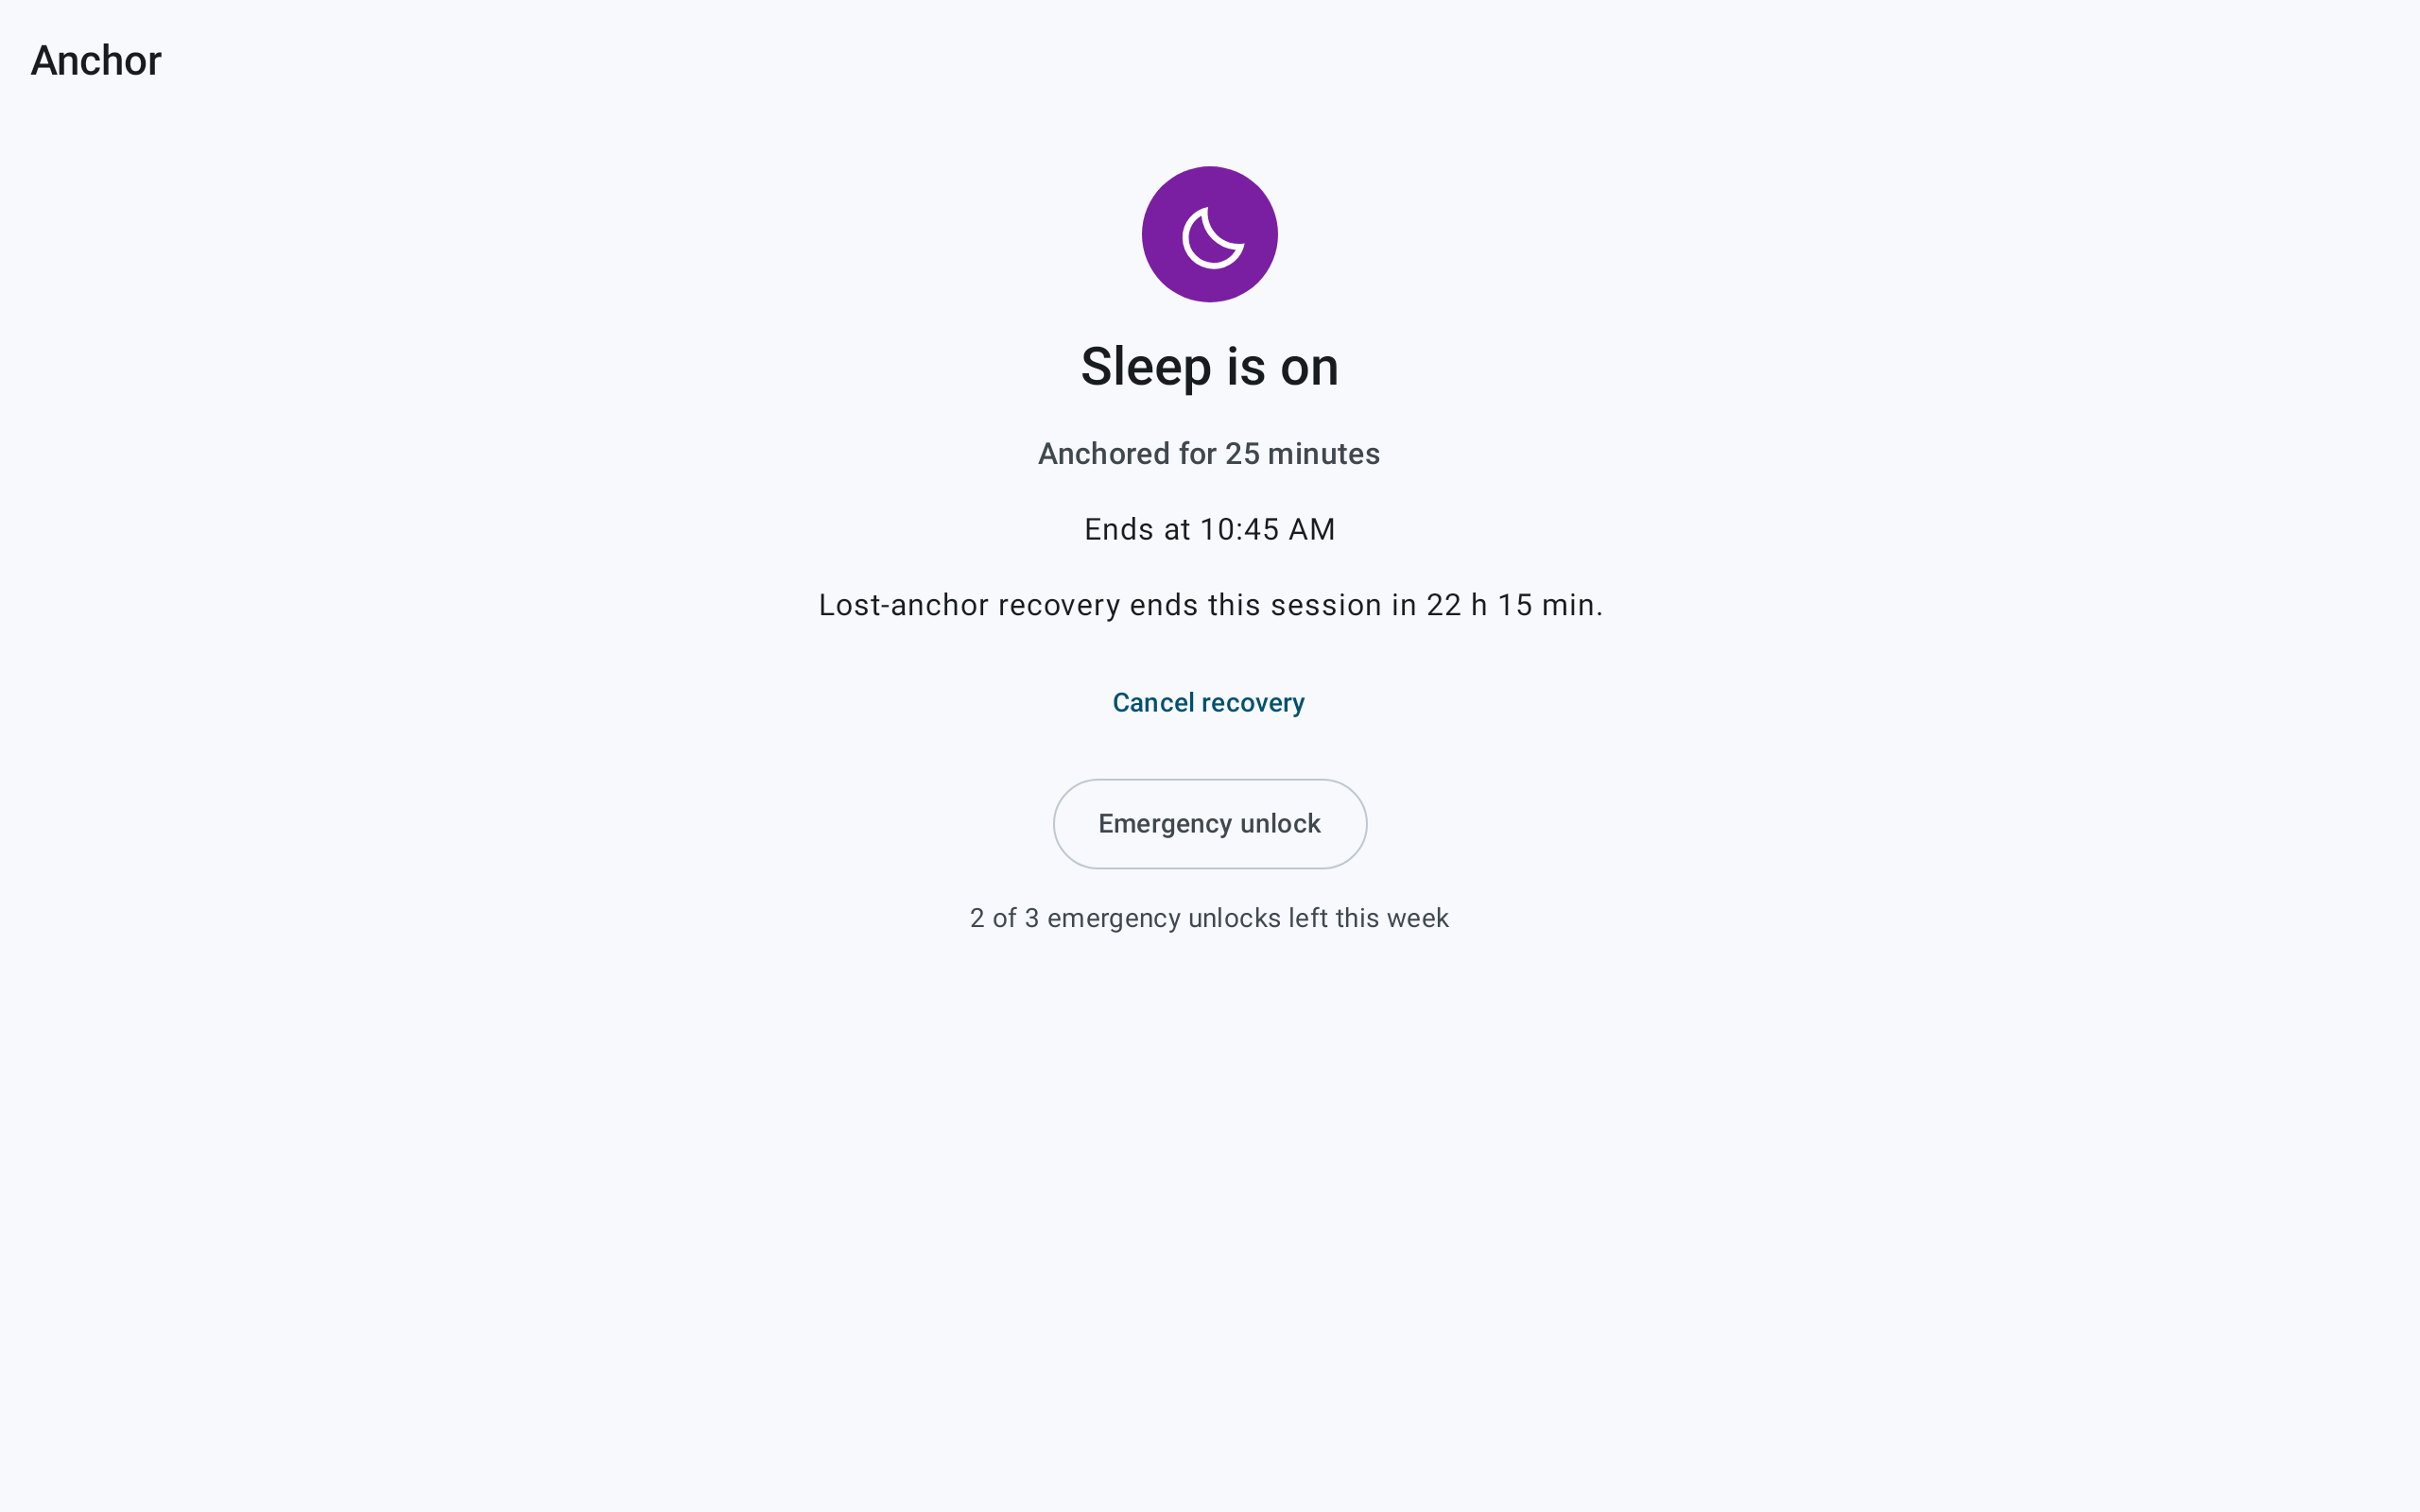 Anchor
Sleep is on
Anchored for 25 minutes
Ends at 10:45 AM
Lost-anchor recovery ends this session in 22 h 15 min.
Cancel recovery
Emergency unlock
2 of 3 emergency unlocks left this week